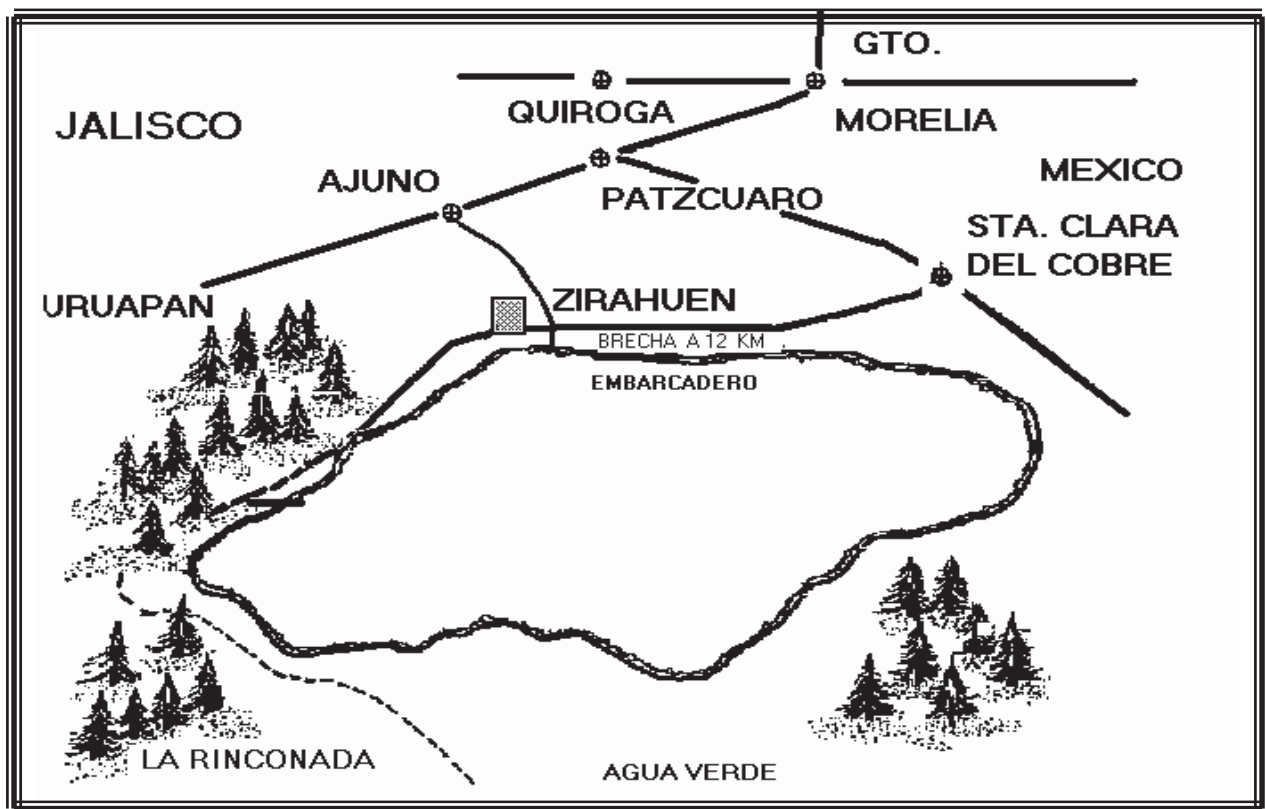 GTO.
QUIROGA
MORELIA
JALISCO
MEXICO
AJUNO
PATZCUARO
STA. CLARA
DEL COBRE
URUAPAN
ZIRAHUEN
BRECHA A 12 KM
EMBARCADERO
LA RINCONADA
AGUA VERDE